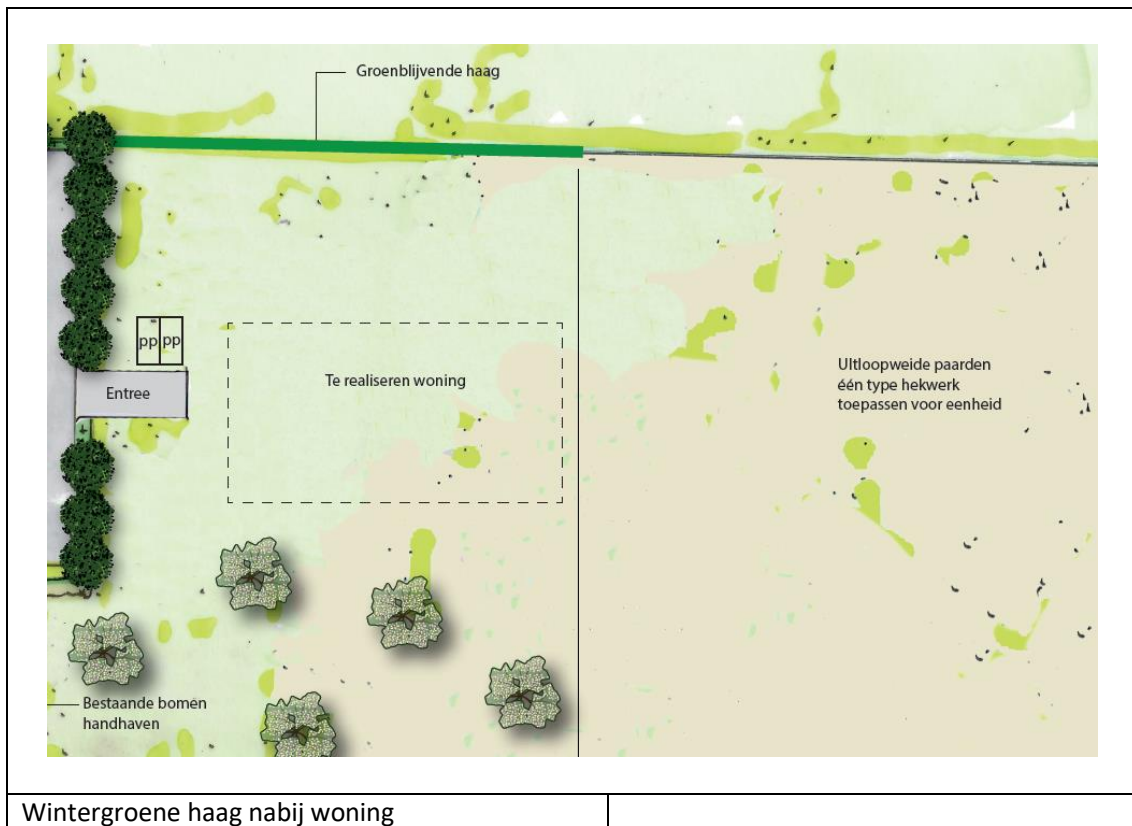 Groenblijvende haag
pp pp
Entree
Te realiseren woning
Uitloopweide paarden
één type hekwerk
toepassen voor eenheid
Bestaande bomen
handhaven
Wintergroene haag nabij woning